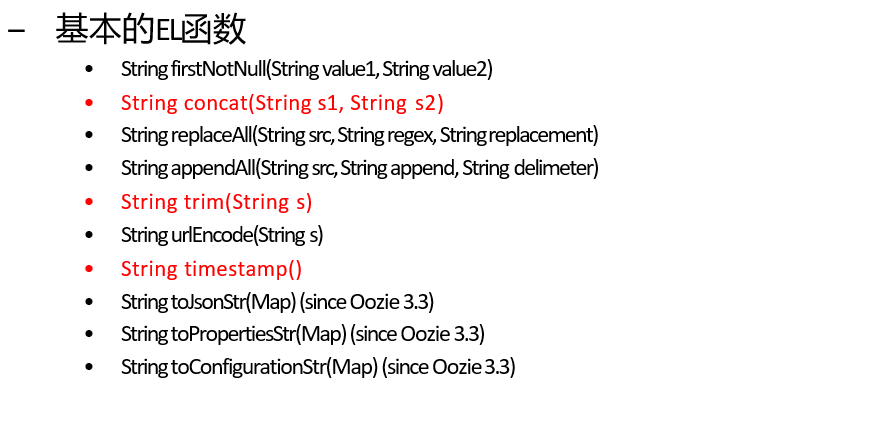 – 基本的EL函数
• String firstNotNull(String value1, String value2)
• String concat(String s1, String s2)
• String replaceAll(String src, String regex, String replacement)
• String appendAll(String src, String append, String delimeter)
• String trim(String s)
• String urlEncode(String s)
• String timestamp()
• String toJsonStr(Map) (since Oozie 3.3)
• String toPropertiesStr(Map) (since Oozie 3.3)
• String toConfigurationStr(Map) (since Oozie 3.3)